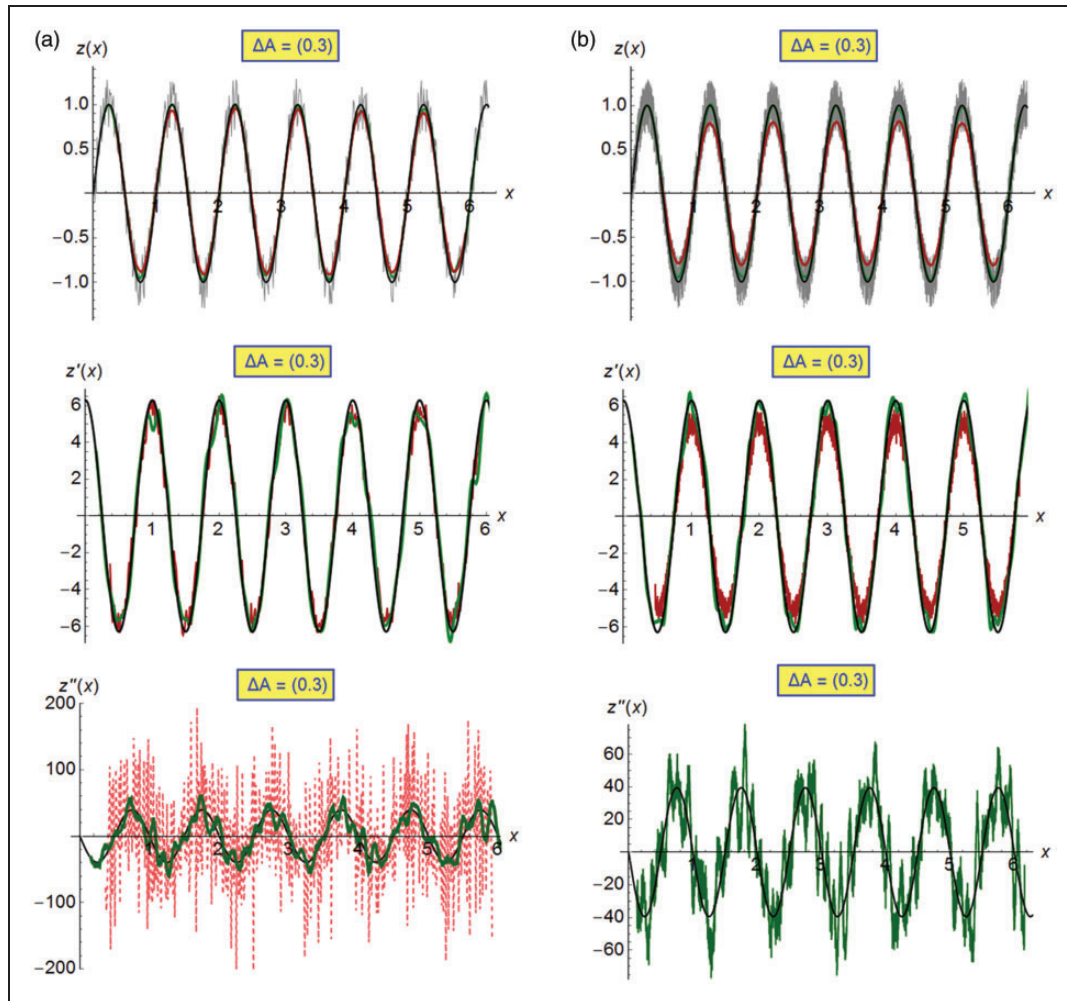 (a)
z(x)
ΔA = (0.3)
1.0
0.5
-0.5
-1.0
1 2 3 4 5 6
x
(b)
z(x)
ΔA = (0.3)
1.0
0.5
-0.5
-1.0
1 2 3 4 5 6
x
z'(x)
ΔA = (0.3)
6
4
2
-2
-4
-6
1 2 3 4 5 6
x
z'(x)
ΔA = (0.3)
6
4
2
-2
-4
-6
1 2 3 4 5
x
z''(x)
ΔA = (0.3)
200
100
-100
-200
1 2 3 4 5 6
x
z''(x)
ΔA = (0.3)
60
40
20
-20
-40
-60
1 2 3 4 5 6
x